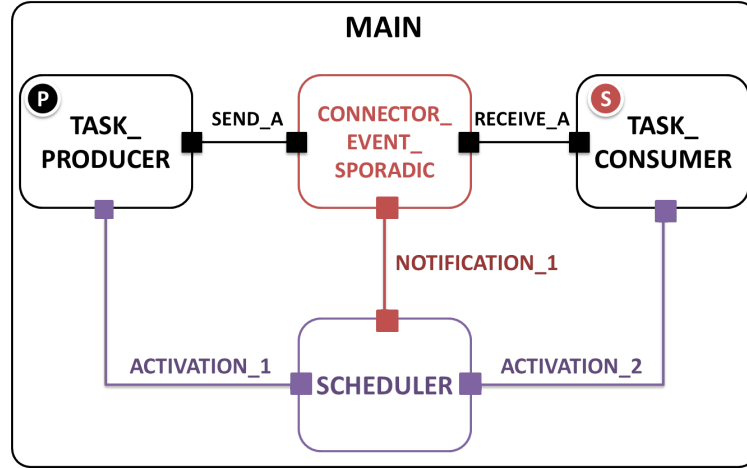 MAIN
P
TASK_
PRODUCER
SEND_A
CONNECTOR_
EVENT_
SPORADIC
RECEIVE_A
S
TASK_
CONSUMER
NOTIFICATION_1
ACTIVATION_1
SCHEDULER
ACTIVATION_2